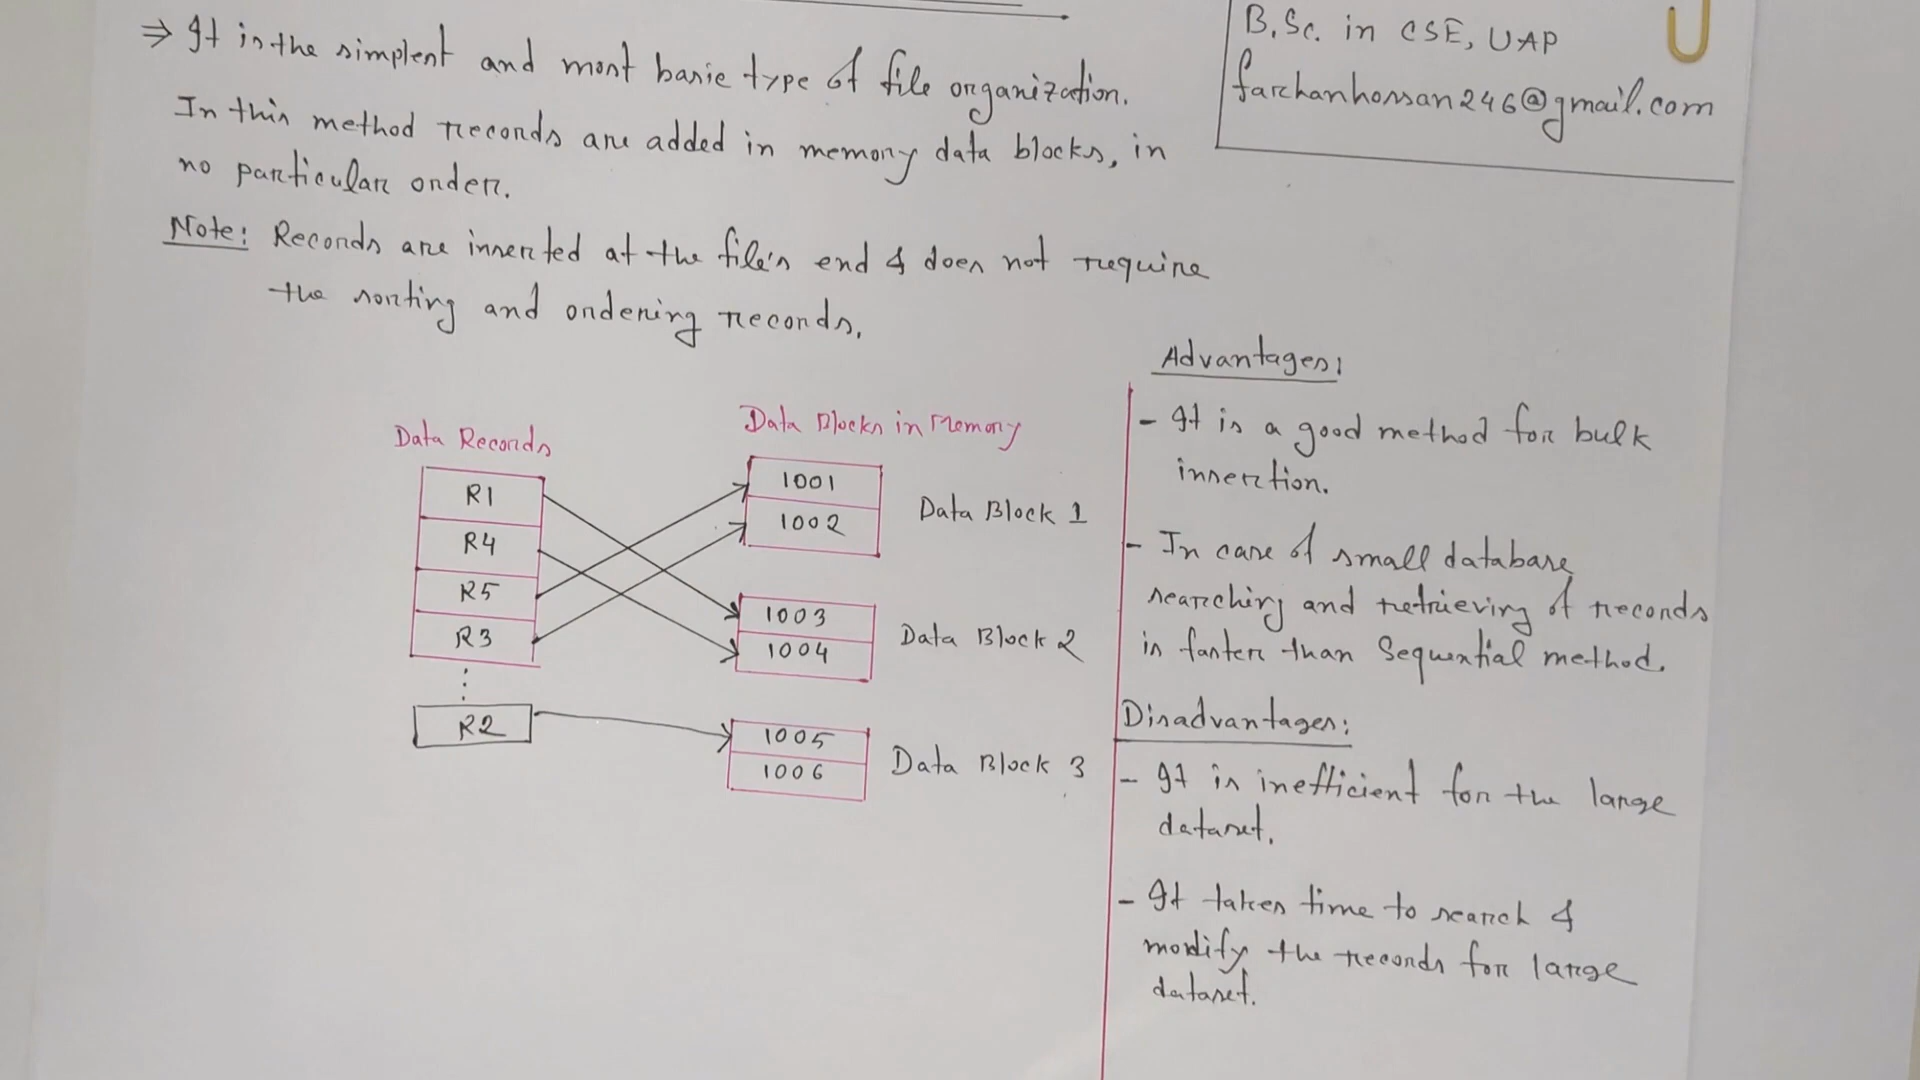 ⇒ It is the simplest and most basic type of file organization.
In this method records are added in memory data blocks, in
no particular order.
Note: Records are inserted at the file's end & does not require
the sorting and ordering records.
B.Sc. in CSE, UAP
farhanhossan246@gmail.com
Data Records
R1
R4
R5
R3
R2
Data Blocks in Memory
1001
1002
Data Block 1
1003
1004
Data Block 2
1005
1006
Data Block 3
Advantages:
- It is a good method for bulk
insertion.
- In case of small database
searching and retrieving of records
is faster than Sequential method.
Disadvantages:
- It is inefficient for the large
dataset.
- It takes time to search &
modify the records for large
dataset.